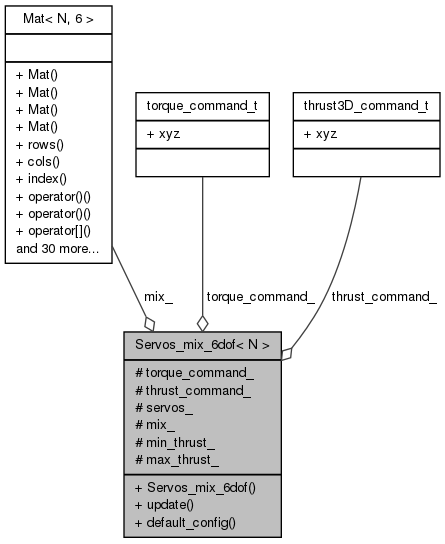 Mat< N, 6 >
+ Mat()
+ Mat()
+ Mat()
+ Mat()
+ rows()
+ cols()
+ index()
+ operator()()
+ operator()()
+ operator[]()
and 30 more...
torque_command_t
+ xyz
thrust3D_command_t
+ xyz
mix_
torque_command_
thrust_command_
Servos_mix_6dof< N >
# torque_command_
# thrust_command_
# servos_
# mix_
# min_thrust_
# max_thrust_
+ Servos_mix_6dof()
+ update()
+ default_config()